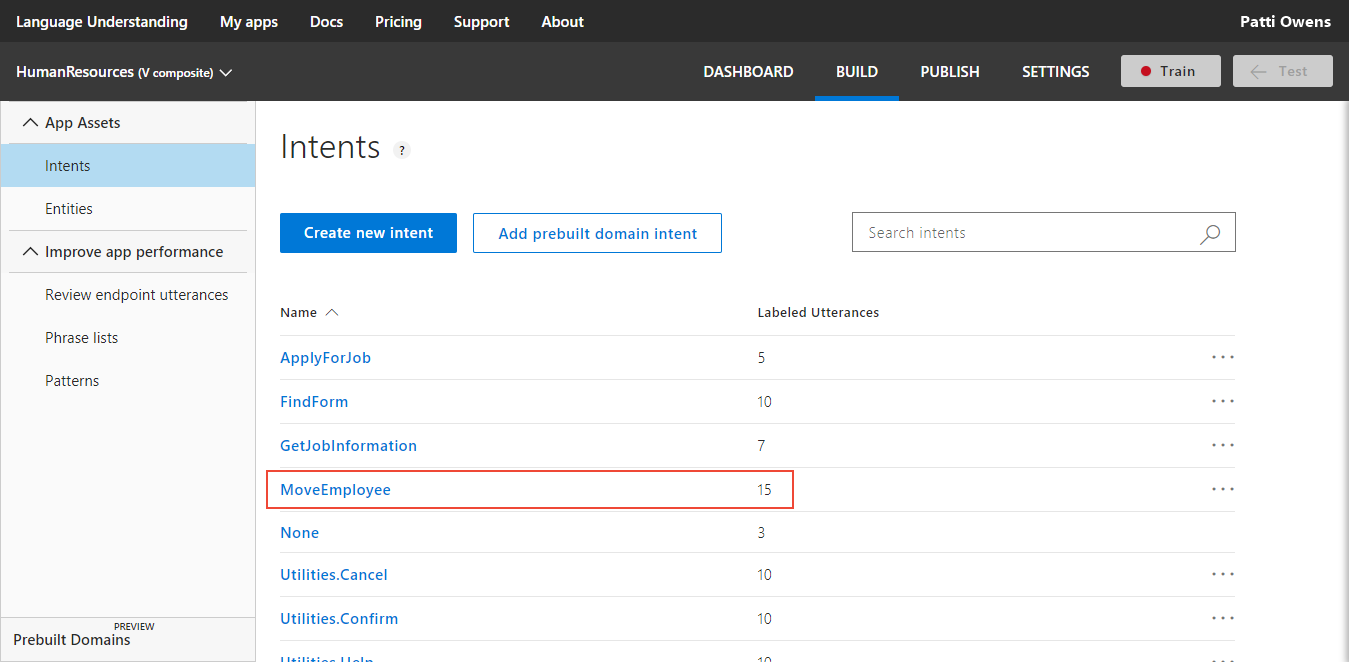 Language Understanding My apps Docs Pricing Support About Patti Owens
HumanResources (V composite) DASHBOARD BUILD PUBLISH SETTINGS Train Test
App Assets
Intents
Entities
Improve app performance
Review endpoint utterances
Phrase lists
Patterns
PREVIEW
Prebuilt Domains
Intents ?
Create new intent Add prebuilt domain intent Search intents
Name Labeled Utterances
ApplyForJob 5 ...
FindForm 10 ...
GetJobInformation 7 ...
MoveEmployee 15 ...
None 3
Utilities.Cancel 10 ...
Utilities.Confirm 10 ...
Utilities.Help 10 ...